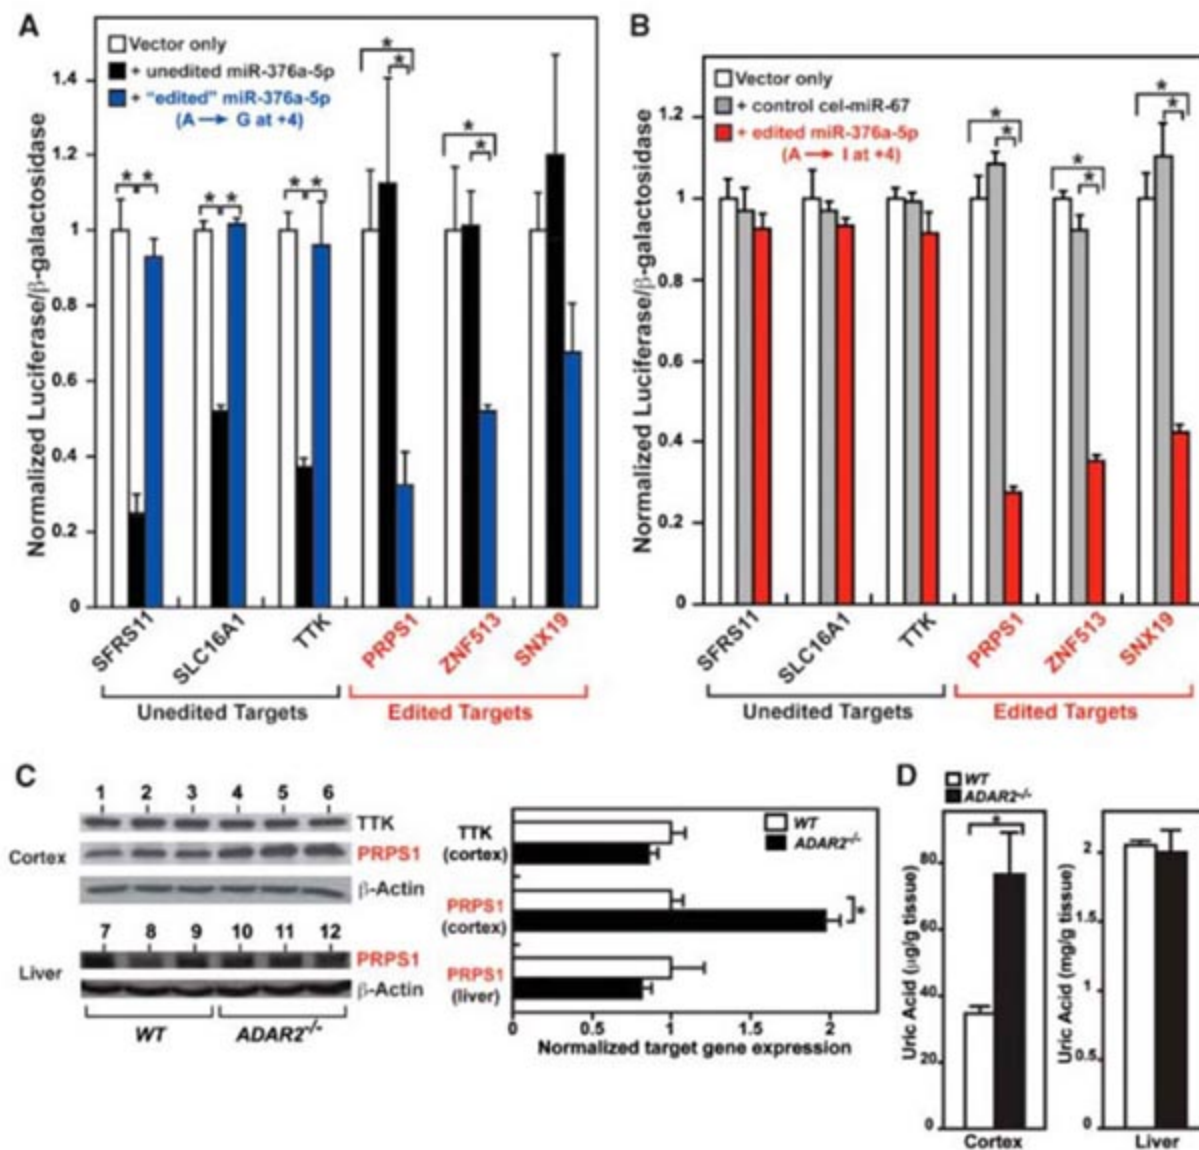 A
Vector only
+ unedited miR-376a-5p
+ "edited" miR-376a-5p
(A → G at +4)
Normalized Luciferase/β-galactosidase
1.4
1.2
1
0.8
0.6
0.4
0.2
0
* *
* *
* *
*
*
*
*
SFRS11
SLC16A1
TTK
PRPS1
ZNF513
SNX19
Unedited Targets
Edited Targets
B
Vector only
+ control cel-miR-67
+ edited miR-376a-5p
(A → I at +4)
Normalized Luciferase/β-galactosidase
1.2
1
0.8
0.6
0.4
0.2
0
*
*
*
*
*
*
SFRS11
SLC16A1
TTK
PRPS1
ZNF513
SNX19
Unedited Targets
Edited Targets
C
1 2 3 4 5 6
Cortex
TTK
PRPS1
β-Actin
7 8 9 10 11 12
Liver
PRPS1
β-Actin
WT ADAR2-/-
WT
ADAR2-/-
TTK
(cortex)
PRPS1
(cortex)
*
PRPS1
(liver)
0 0.5 1 1.5 2
Normalized target gene expression
D
WT
ADAR2-/-
Uric Acid (µg/g tissue)
80
60
40
20
0
*
Cortex
Uric Acid (mg/g tissue)
2
1.5
1
0.5
0
Liver